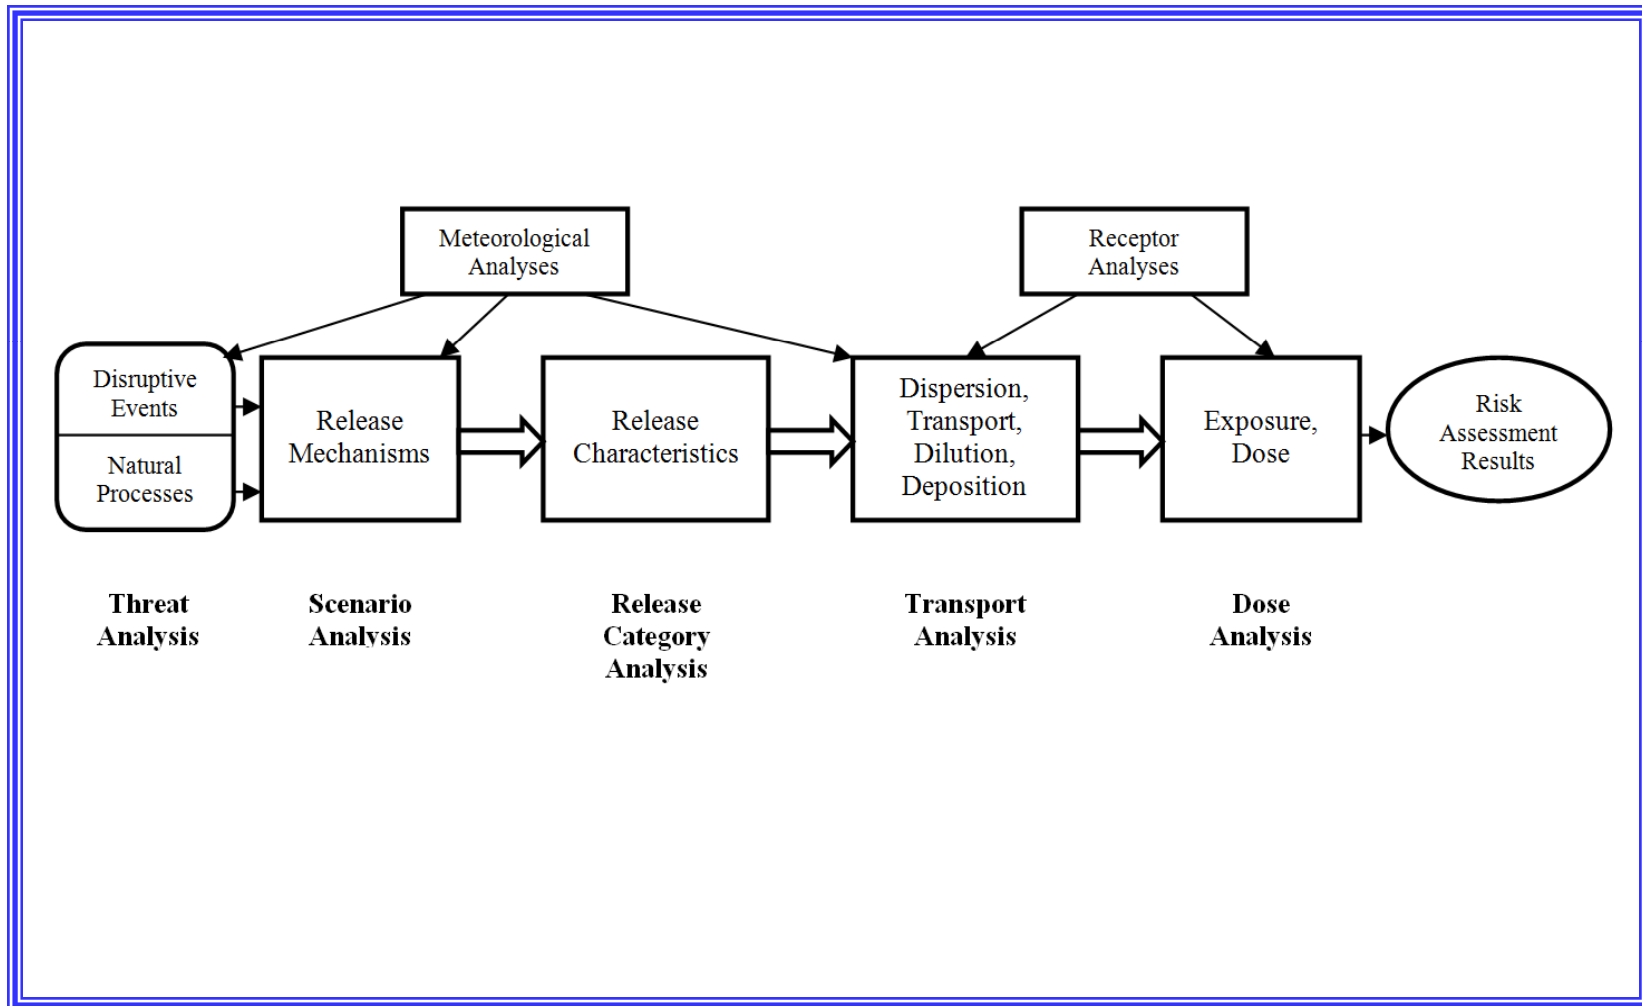 Meteorological
Analyses
Receptor
Analyses
Disruptive
Events
Natural
Processes
Release
Mechanisms
Release
Characteristics
Dispersion,
Transport,
Dilution,
Deposition
Exposure,
Dose
Risk
Assessment
Results
Threat
Analysis
Scenario
Analysis
Release
Category
Analysis
Transport
Analysis
Dose
Analysis